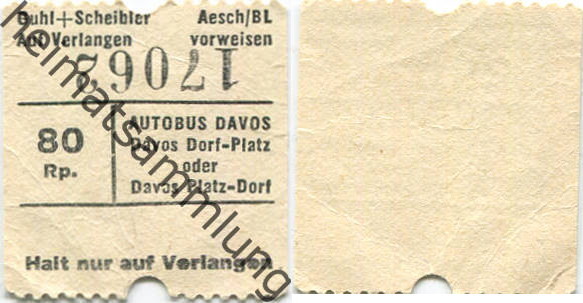 Buhl+Scheibler Aesch/BL
Auf Verlangen vorweisen
17062
80 Rp.
AUTOBUS DAVOS
Davos Dorf-Platz
oder
Davos Platz-Dorf
Halt nur auf Verlangen
heimatsammlung